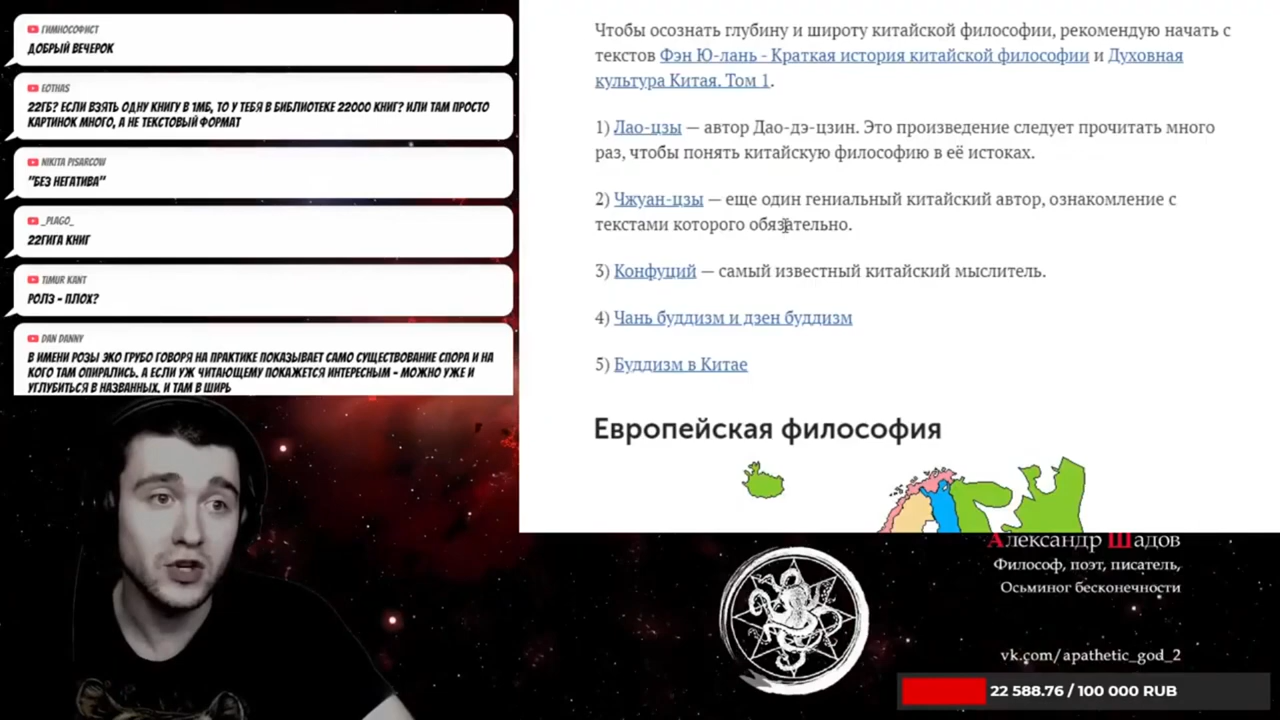 ГИМНОСОФИСТ
ДОБРЫЙ ВЕЧЕРОК
EOTHAS
22ГБ? ЕСЛИ ВЗЯТЬ ОДНУ КНИГУ В 1МБ, ТО У ТЕБЯ В БИБЛИОТЕКЕ 22000 КНИГ? ИЛИ ТАМ ПРОСТО
КАРТИНОК МНОГО, А НЕ ТЕКСТОВЫЙ ФОРМАТ
NIKITA PISARCOW
"БЕЗ НЕГАТИВА"
_PLAGO_
22ГИГА КНИГ
TIMUR KANT
РОЛЗ - ПЛОХ?
DAN DANNY
В ИМЕНИ РОЗЫ ЭКО ГРУБО ГОВОРЯ НА ПРАКТИКЕ ПОКАЗЫВАЕТ САМО СУЩЕСТВОВАНИЕ СПОРА И НА
КОГО ТАМ ОПИРАЛИСЬ. А ЕСЛИ УЖ ЧИТАЮЩЕМУ ПОКАЖЕТСЯ ИНТЕРЕСНЫМ - МОЖНО УЖЕ И
УГЛУБИТЬСЯ В НАЗВАННЫХ. И ТАМ В ШИРЬ
Чтобы осознать глубину и широту китайской философии, рекомендую начать с
текстов Фэн Ю-лань - Краткая история китайской философии и Духовная
культура Китая. Том 1.
1) Лао-цзы — автор Дао-дэ-цзин. Это произведение следует прочитать много
раз, чтобы понять китайскую философию в её истоках.
2) Чжуан-цзы — еще один гениальный китайский автор, ознакомление с
текстами которого обязательно.
3) Конфуций — самый известный китайский мыслитель.
4) Чань буддизм и дзен буддизм
5) Буддизм в Китае
Европейская философия
Александр Шадов
Философ, поэт, писатель,
Осьминог бесконечности
vk.com/apathetic_god_2
22 588.76 / 100 000 RUB